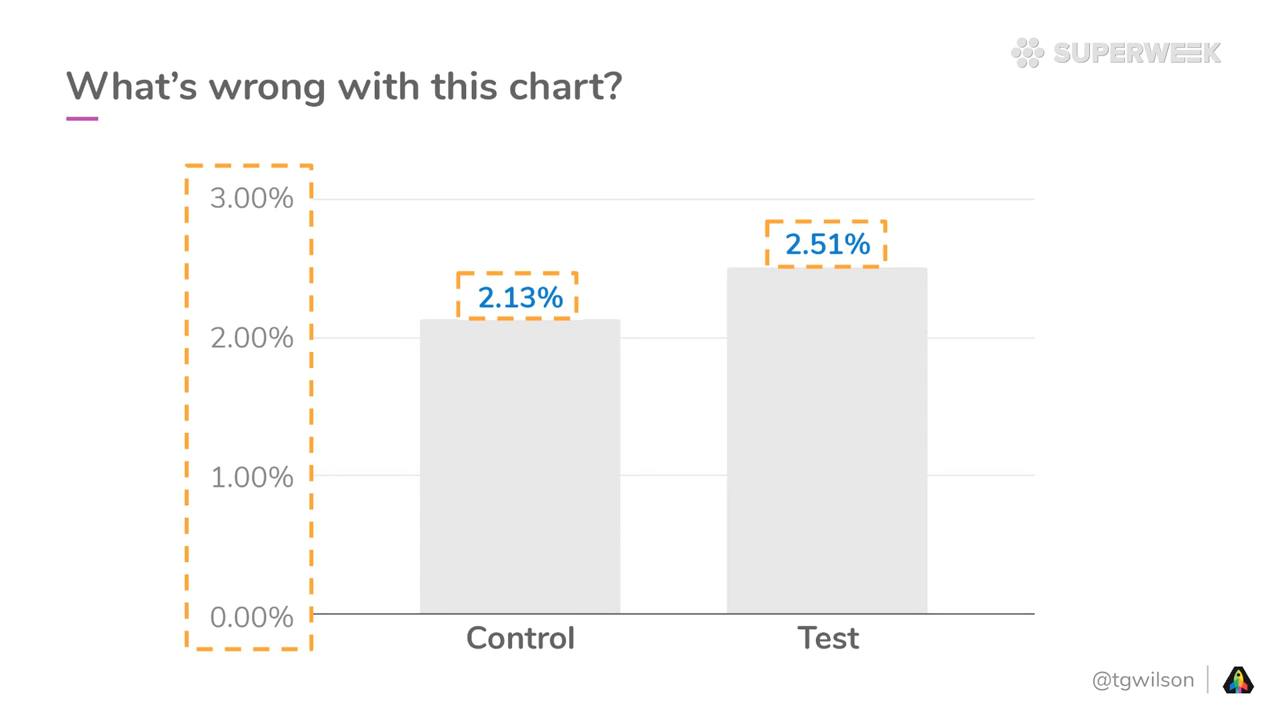 SUPERWEEK
What's wrong with this chart?
3.00%
2.51%
2.13%
2.00%
1.00%
0.00%
Control
Test
@tgwilson